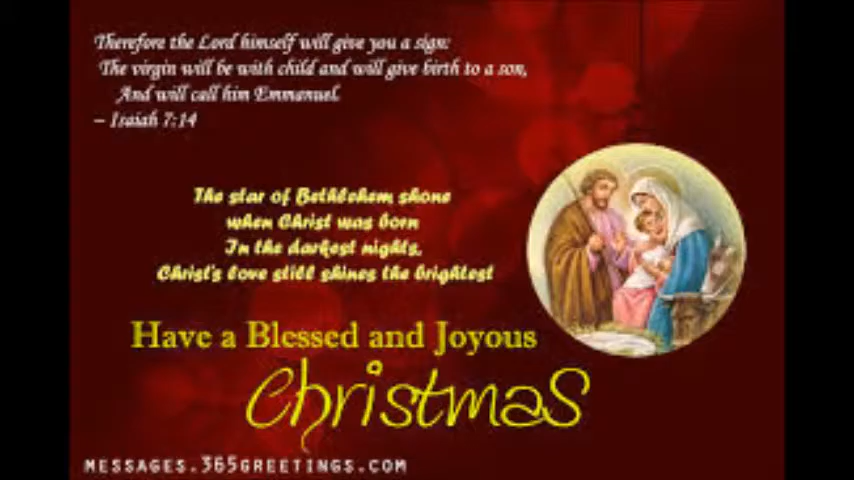 Therefore the Lord himself will give you a sign:
The virgin will be with child and will give birth to a son,
And will call him Emmanuel.
– Isaiah 7:14
The star of Bethlehem shone
when Christ was born
In the darkest nights,
Christ's love still shines the brightest
Have a Blessed and Joyous
Christmas
MESSAGES.365GREETINGS.COM